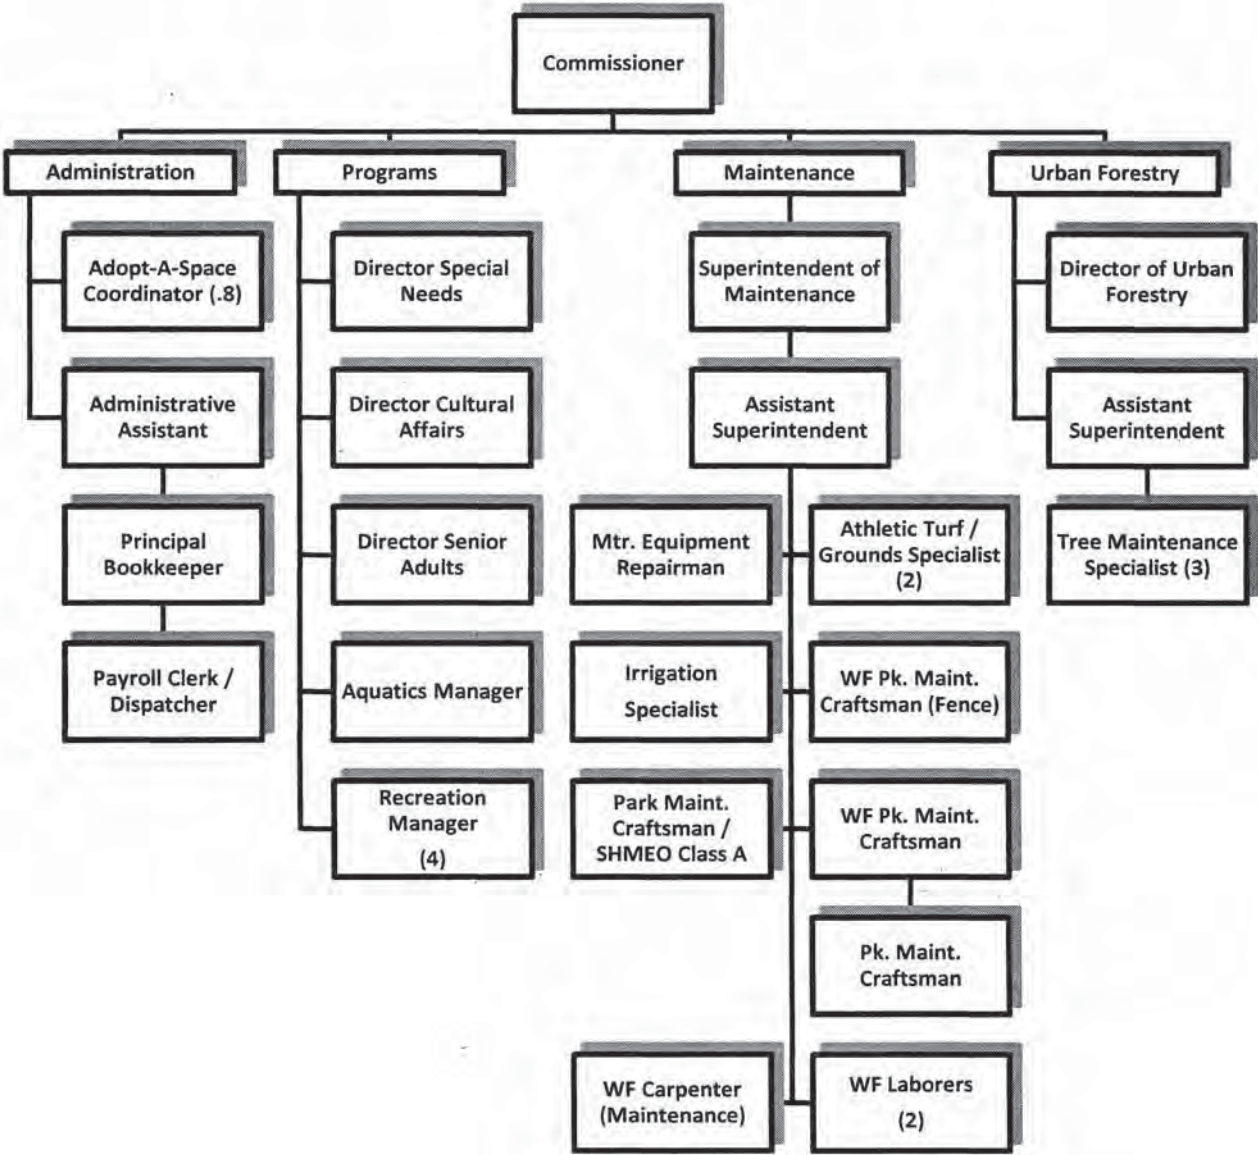 Commissioner
Administration
Programs
Maintenance
Urban Forestry
Adopt-A-Space
Coordinator (.8)
Director Special
Needs
Superintendent of
Maintenance
Director of Urban
Forestry
Administrative
Assistant
Director Cultural
Affairs
Assistant
Superintendent
Assistant
Superintendent
Principal
Bookkeeper
Director Senior
Adults
Mtr. Equipment
Repairman
Athletic Turf /
Grounds Specialist
(2)
Tree Maintenance
Specialist (3)
Payroll Clerk /
Dispatcher
Aquatics Manager
Irrigation
Specialist
WF Pk. Maint.
Craftsman (Fence)
Recreation
Manager
(4)
Park Maint.
Craftsman /
SHMEO Class A
WF Pk. Maint.
Craftsman
Pk. Maint.
Craftsman
WF Carpenter
(Maintenance)
WF Laborers
(2)